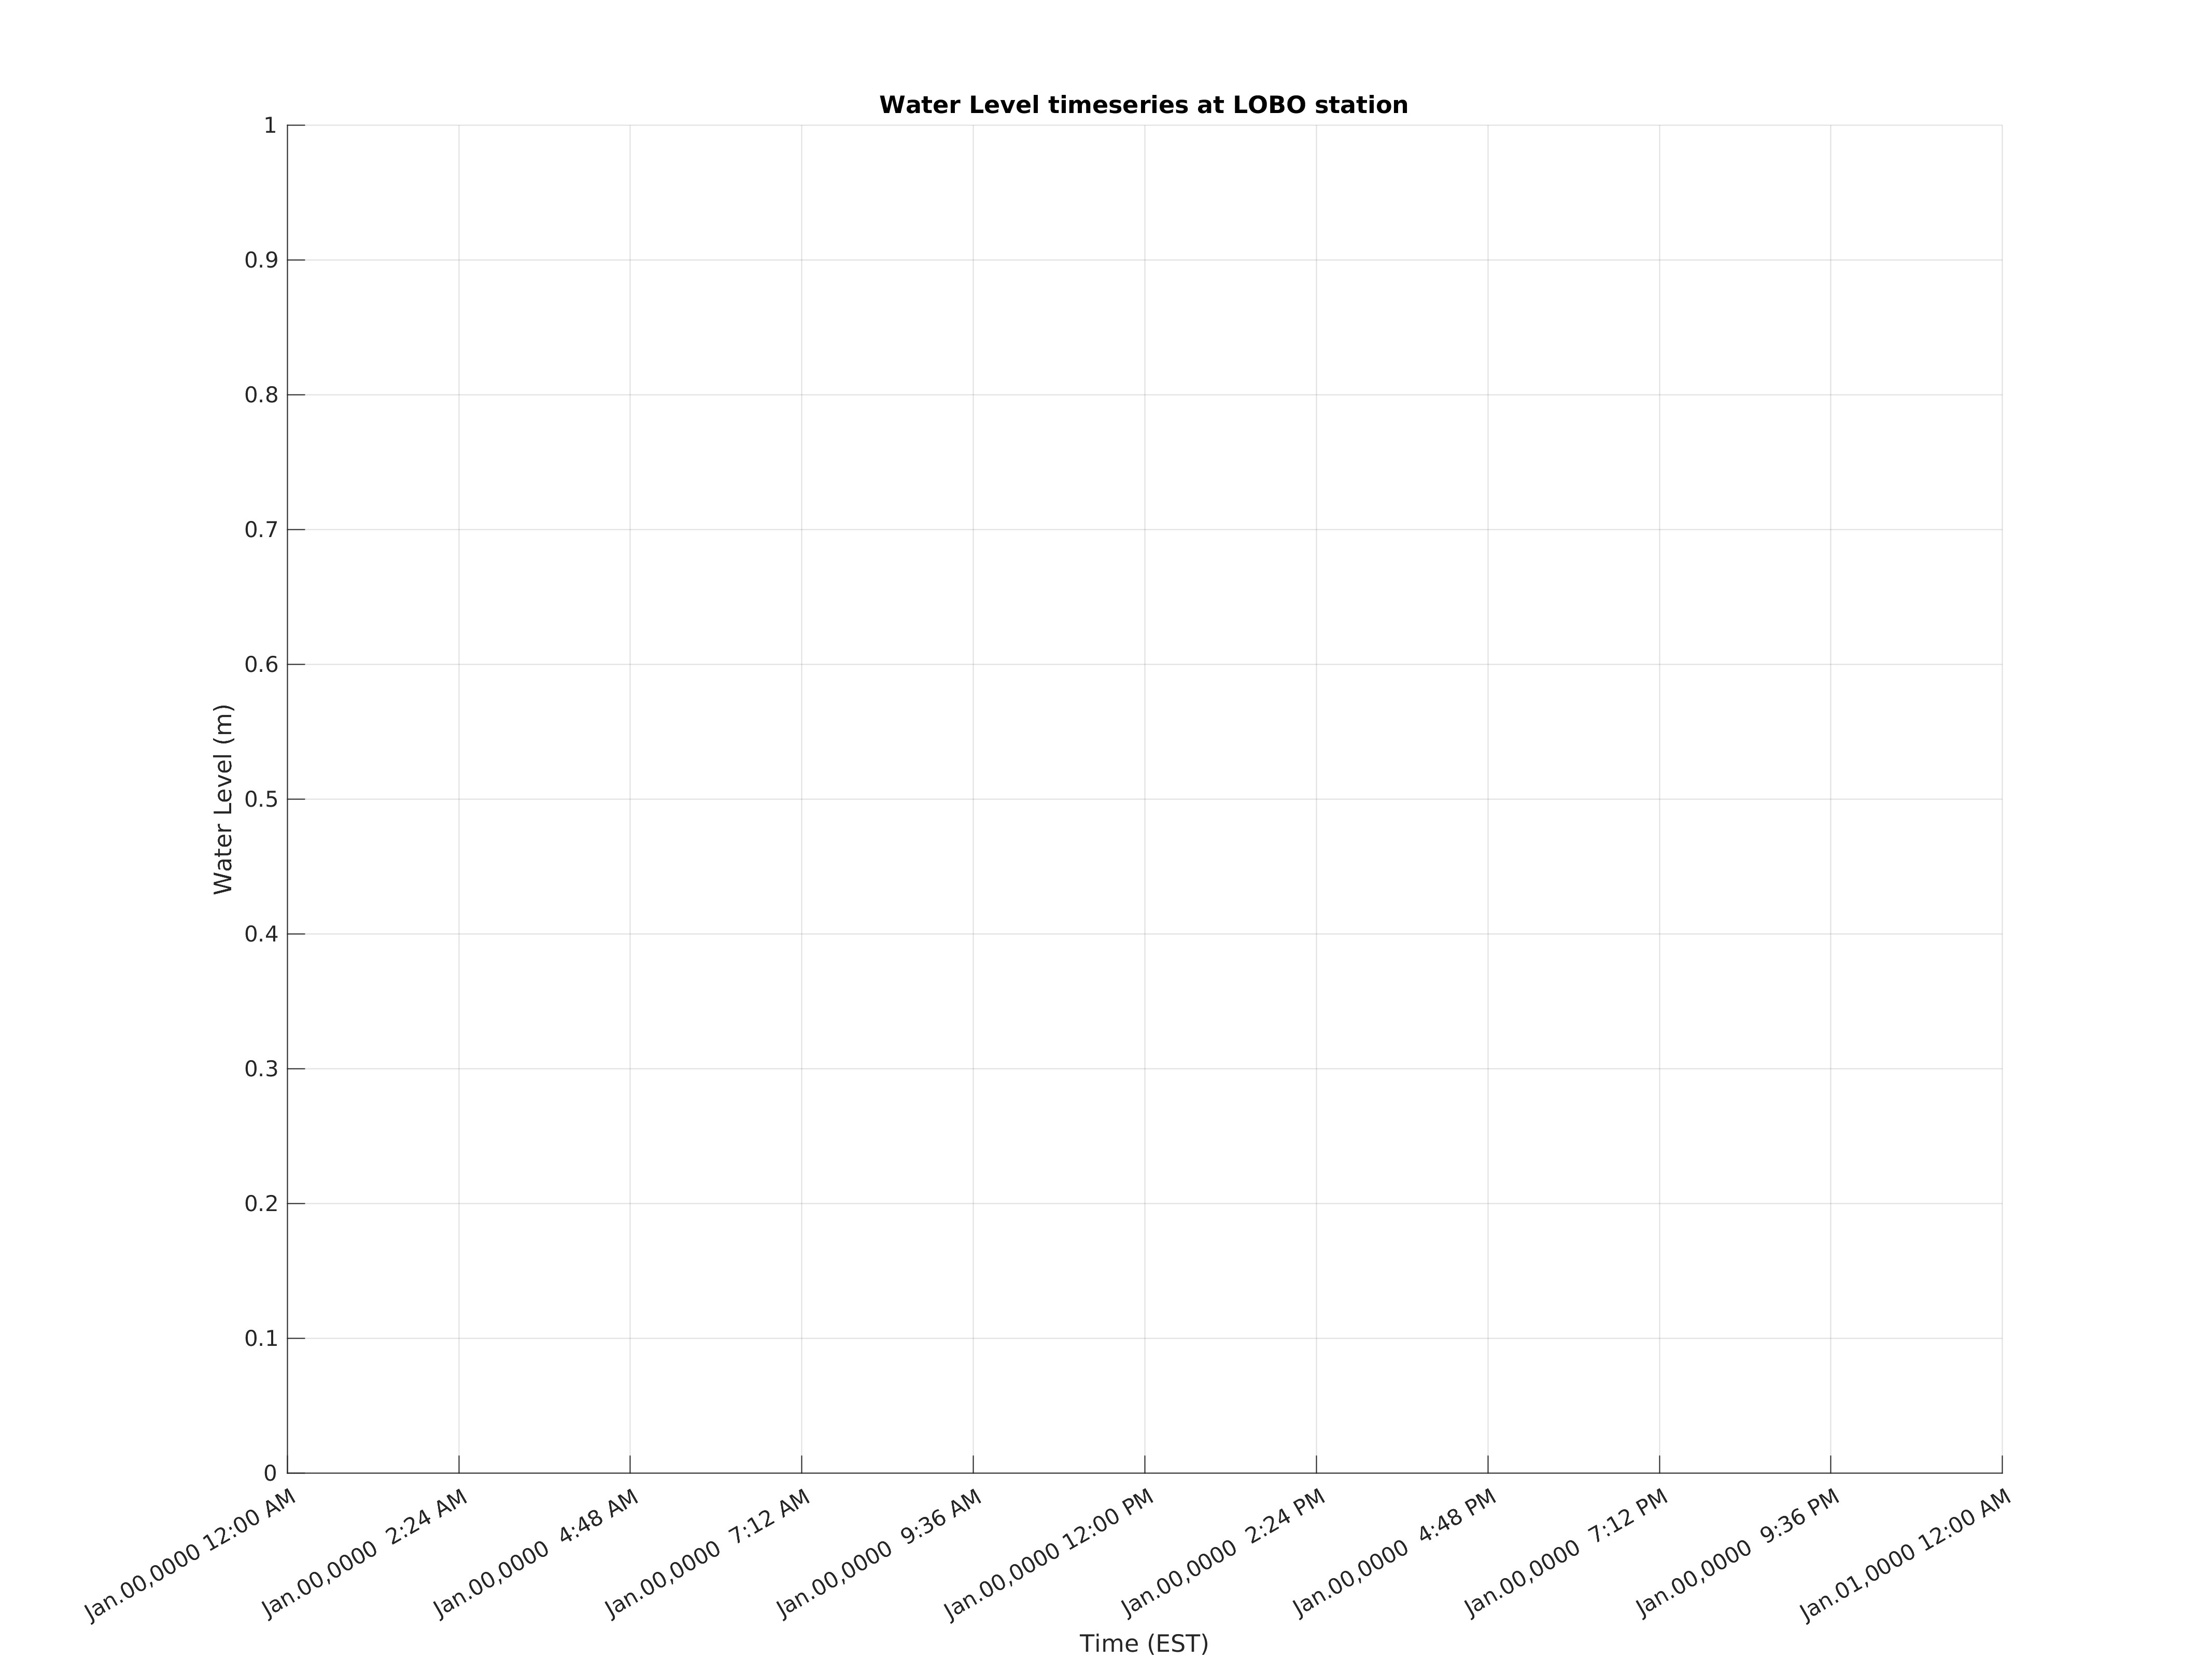 Water Level timeseries at LOBO station
1
0.9
0.8
0.7
0.6
0.5
0.4
0.3
0.2
0.1
0
Water Level (m)
Jan.00,0000 12:00 AM
Jan.00,0000  2:24 AM
Jan.00,0000  4:48 AM
Jan.00,0000  7:12 AM
Jan.00,0000  9:36 AM
Jan.00,0000 12:00 PM
Jan.00,0000  2:24 PM
Jan.00,0000  4:48 PM
Jan.00,0000  7:12 PM
Jan.00,0000  9:36 PM
Jan.01,0000 12:00 AM
Time (EST)